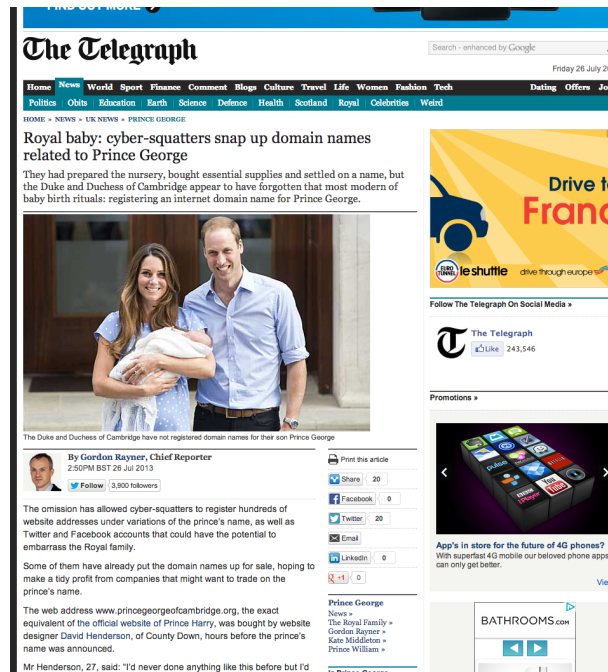 FIND OUT MORE
The Telegraph
Search - enhanced by Google
Friday 26 July 20
Home News World Sport Finance Comment Blogs Culture Travel Life Women Fashion Tech Dating Offers Jo
Politics Obits Education Earth Science Defence Health Scotland Royal Celebrities Weird
HOME » NEWS » UK NEWS » PRINCE GEORGE
Royal baby: cyber-squatters snap up domain names
related to Prince George
They had prepared the nursery, bought essential supplies and settled on a name, but
the Duke and Duchess of Cambridge appear to have forgotten that most modern of
baby birth rituals: registering an internet domain name for Prince George.
The Duke and Duchess of Cambridge have not registered domain names for their son Prince George
By Gordon Rayner, Chief Reporter
2:50PM BST 26 Jul 2013
Follow 3,900 followers
The omission has allowed cyber-squatters to register hundreds of
website addresses under variations of the prince's name, as well as
Twitter and Facebook accounts that could have the potential to
embarrass the Royal family.
Some of them have already put the domain names up for sale, hoping to
make a tidy profit from companies that might want to trade on the
prince's name.
The web address www.princegeorgeofcambridge.org, the exact
equivalent of the official website of Prince Harry, was bought by website
designer David Henderson, of County Down, hours before the prince's
name was announced.
Mr Henderson, 27, said: "I'd never done anything like this before but I'd
Print this article
Share 20
Facebook 0
Twitter 20
Email
LinkedIn 0
+1 0
Prince George
News »
The Royal Family »
Gordon Rayner »
Kate Middleton »
Prince William »
In Prince George
Drive to
Franc
EURO TUNNEL le shuttle drive through europe
Follow The Telegraph On Social Media »
The Telegraph
Like 243,546
Promotions »
pulse
iPlayer
You
Tube
App's in store for the future of 4G phones?
With superfast 4G mobile our beloved phone apps
can only get better.
Vie
BATHROOMS.COM